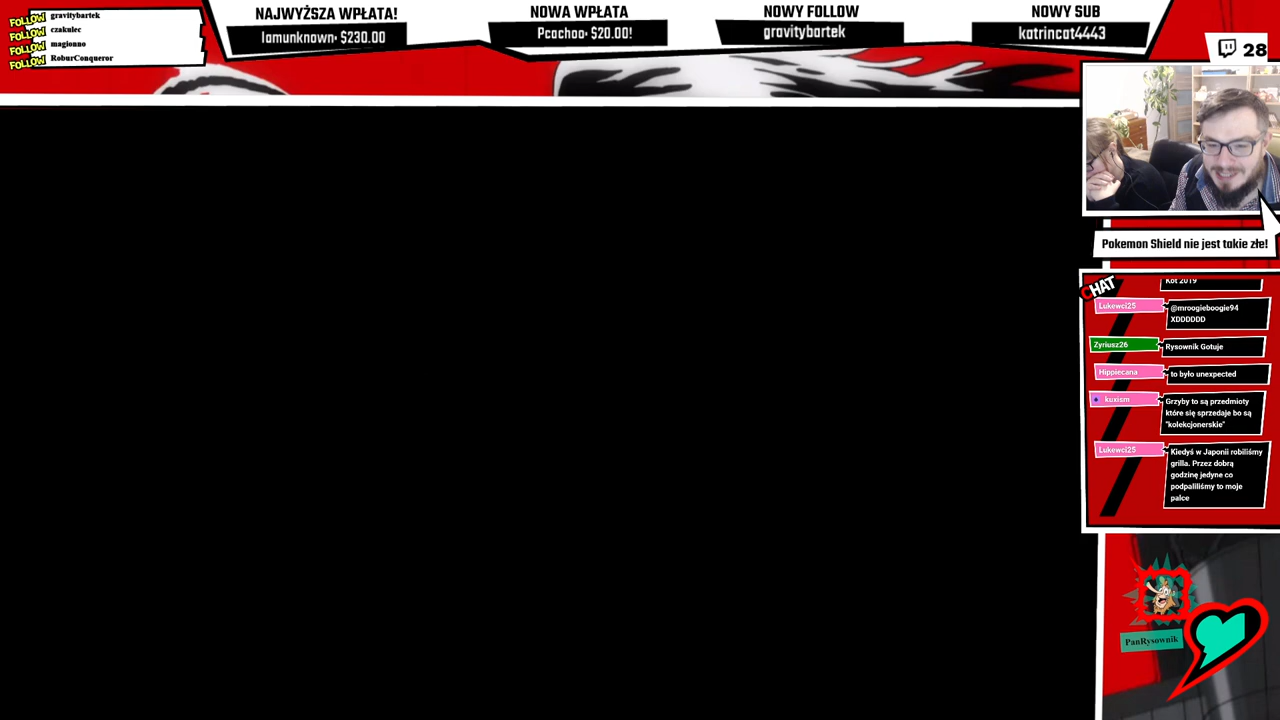 FOLLOW gravitybartek
FOLLOW czakulec
FOLLOW magionno
FOLLOW RoburConqueror
NAJWYŻSZA WPŁATA!
Iamunknown: $230.00
NOWA WPŁATA
Pcachoo: $20.00!
NOWY FOLLOW
gravitybartek
NOWY SUB
katrincat4443
28
Pokemon Shield nie jest takie złe!
CHAT
Kot 2019
Lukewci25
@mroogieboogie94
XDDDDDD
Zyriusz26
Rysownik Gotuje
Hippiecana
to było unexpected
kuxism
Grzyby to są przedmioty
które się sprzedaje bo są
"kolekcjonerskie"
Lukewci25
Kiedyś w Japonii robiliśmy
grilla. Przez dobrą
godzinę jedyne co
podpaliliśmy to moje
palce
PanRysownik